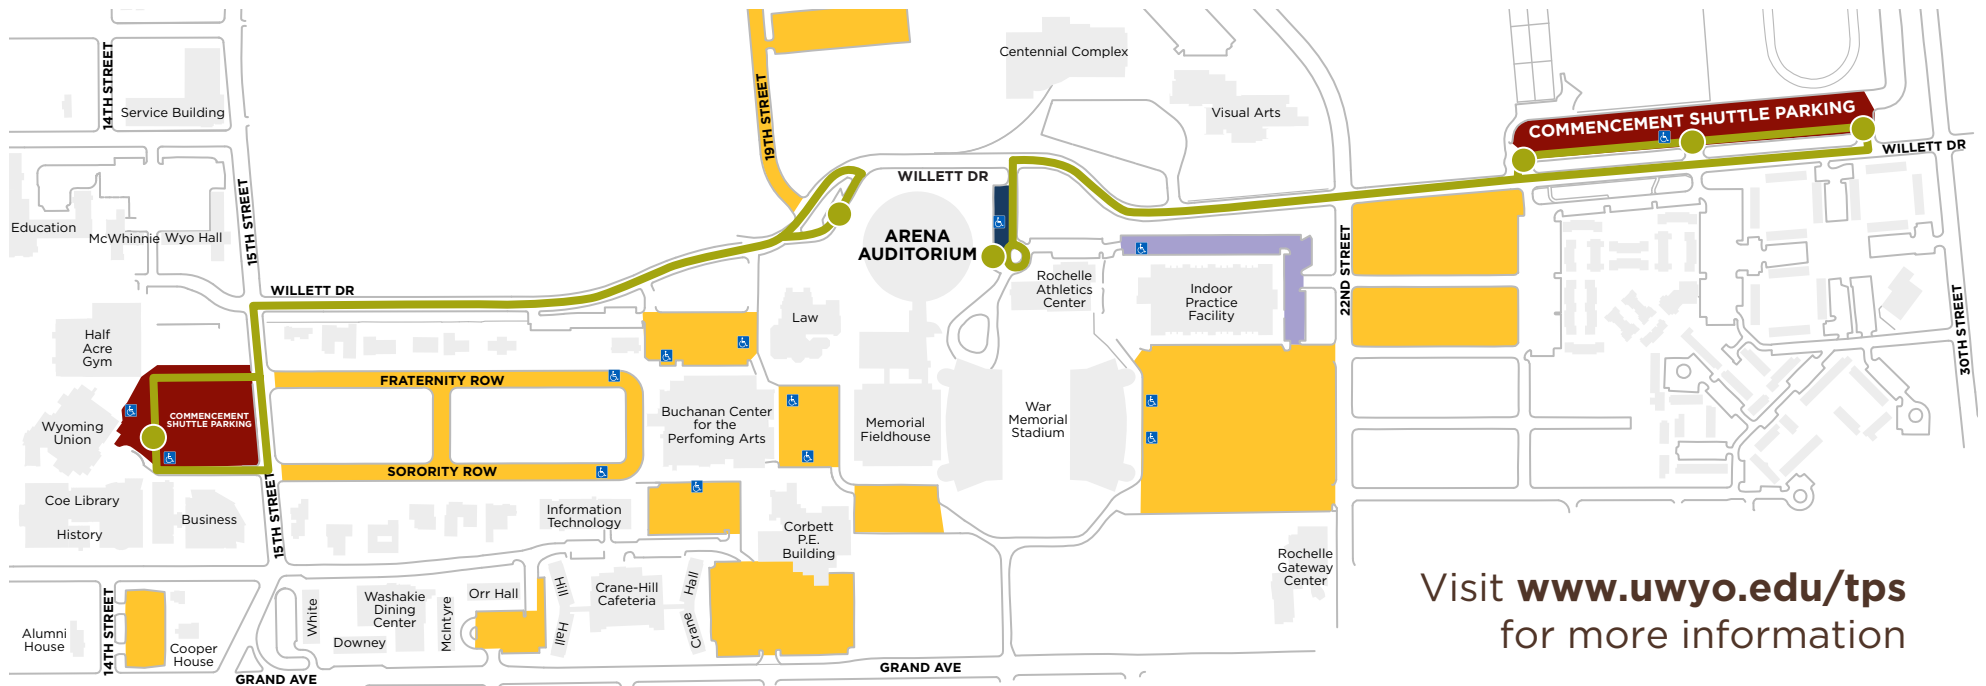 14TH STREET
Service Building
19TH STREET
Centennial Complex
Visual Arts
COMMENCEMENT SHUTTLE PARKING
WILLETT DR
Education
McWhinnie
Wyo Hall
15TH STREET
WILLETT DR
ARENA
AUDITORIUM
WILLETT DR
Rochelle
Athletics
Center
Indoor
Practice
Facility
22ND STREET
30TH STREET
Half
Acre
Gym
Law
FRATERNITY ROW
COMMENCEMENT
SHUTTLE PARKING
Wyoming
Union
Buchanan Center
for the
Perfoming Arts
Memorial
Fieldhouse
War
Memorial
Stadium
SORORITY ROW
Coe Library
History
Business
15TH STREET
Information
Technology
Corbett
P.E.
Building
Rochelle
Gateway
Center
14TH STREET
Alumni
House
Cooper
House
White
Washakie
Dining
Center
Downey
McIntyre
Orr Hall
Hill
Hall
Crane-Hill
Cafeteria
Hall
Crane
GRAND AVE
GRAND AVE
Visit www.uwyo.edu/tps
for more information